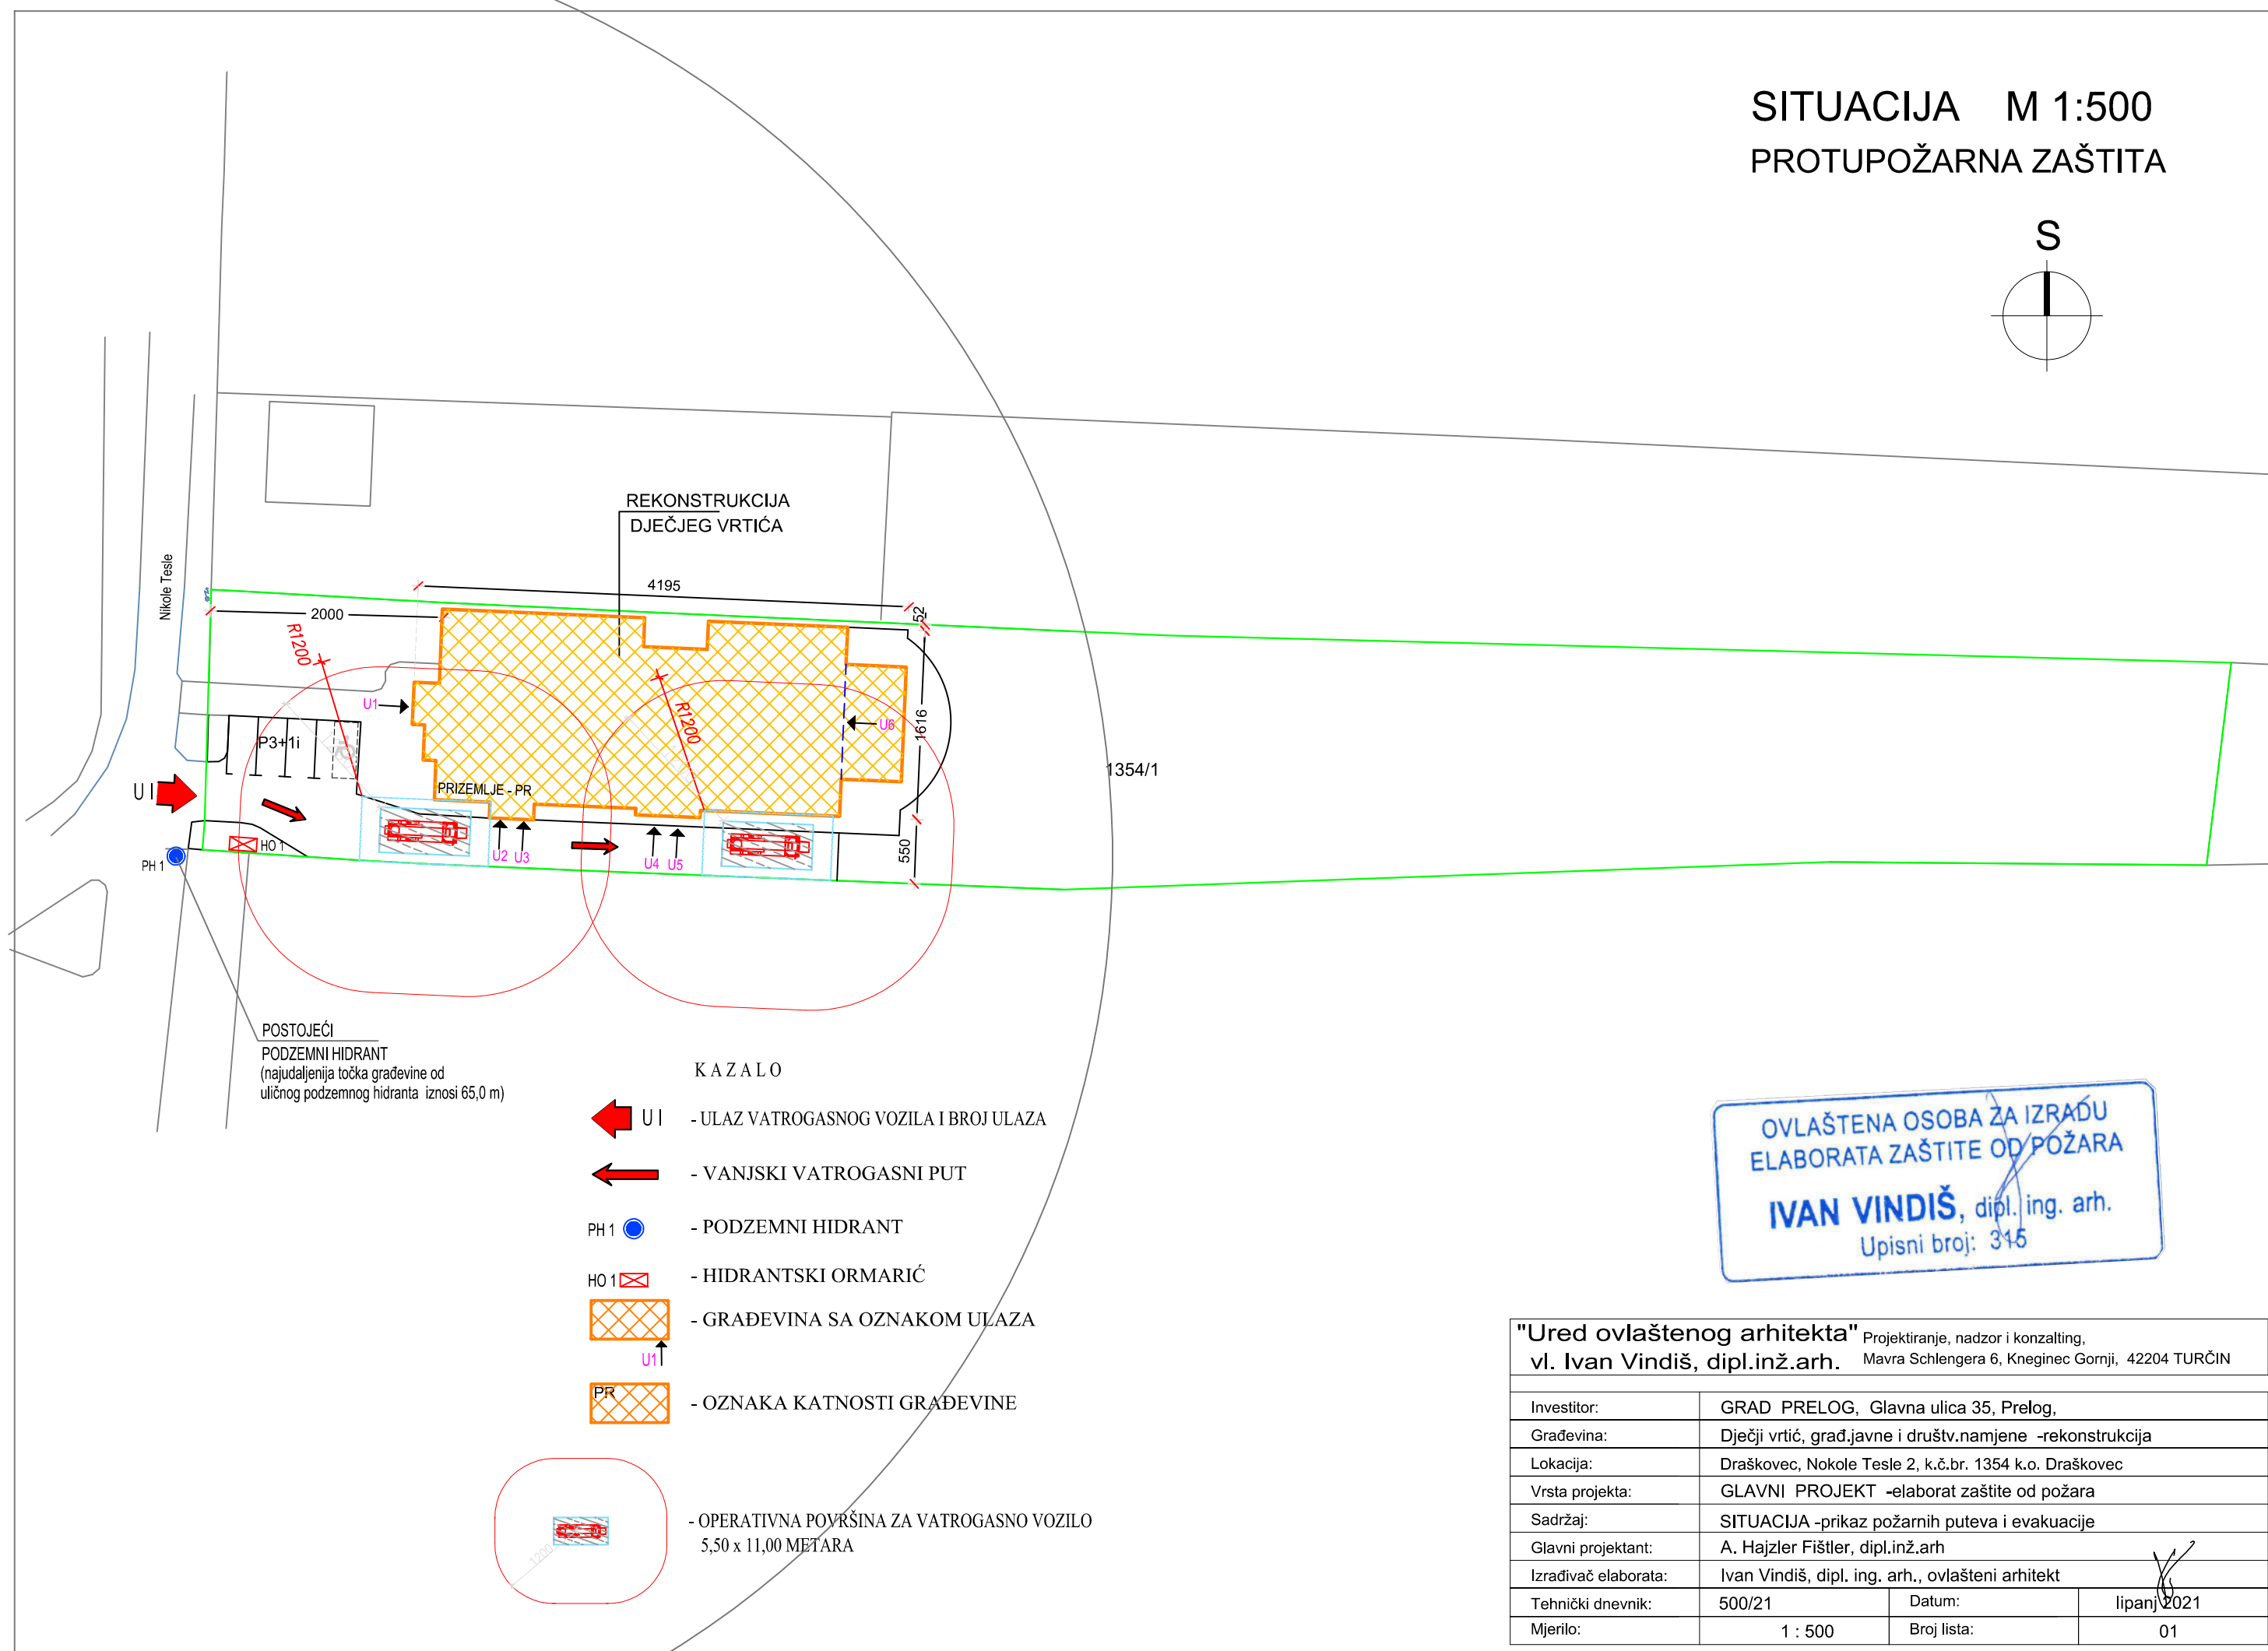 SITUACIJA M 1:500
PROTUPOŽARNA ZAŠTITA
S
REKONSTRUKCIJA
DJEČJEG VRTIĆA
Nikole Tesle
4195
2000
52
R1200
R1200
U1
U6
1616
P3+1i
1354/1
PRIZEMLJE - PR
U I
HO 1
PH 1
U2
U3
U4
U5
550
POSTOJEĆI
PODZEMNI HIDRANT
(najudaljenija točka građevine od
uličnog podzemnog hidranta iznosi 65,0 m)
KAZALO
U I - ULAZ VATROGASNOG VOZILA I BROJ ULAZA
- VANJSKI VATROGASNI PUT
PH 1 - PODZEMNI HIDRANT
HO 1 - HIDRANTSKI ORMARIĆ
- GRAĐEVINA SA OZNAKOM ULAZA
U1
PR
- OZNAKA KATNOSTI GRAĐEVINE
- OPERATIVNA POVRŠINA ZA VATROGASNO VOZILO
5,50 x 11,00 METARA
1200
OVLAŠTENA OSOBA ZA IZRADU
ELABORATA ZAŠTITE OD POŽARA
IVAN VINDIŠ, dipl. ing. arh.
Upisni broj: 315
"Ured ovlaštenog arhitekta" Projektiranje, nadzor i konzalting,
vl. Ivan Vindiš, dipl.inž.arh. Mavra Schlengera 6, Kneginec Gornji, 42204 TURČIN
Investitor: GRAD PRELOG, Glavna ulica 35, Prelog,
Građevina: Dječji vrtić, građ.javne i društv.namjene -rekonstrukcija
Lokacija: Draškovec, Nokole Tesle 2, k.č.br. 1354 k.o. Draškovec
Vrsta projekta: GLAVNI PROJEKT -elaborat zaštite od požara
Sadržaj: SITUACIJA -prikaz požarnih puteva i evakuacije
Glavni projektant: A. Hajzler Fištler, dipl.inž.arh
Izrađivač elaborata: Ivan Vindiš, dipl. ing. arh., ovlašteni arhitekt
Tehnički dnevnik: 500/21 Datum: lipanj 2021
Mjerilo: 1 : 500 Broj lista: 01